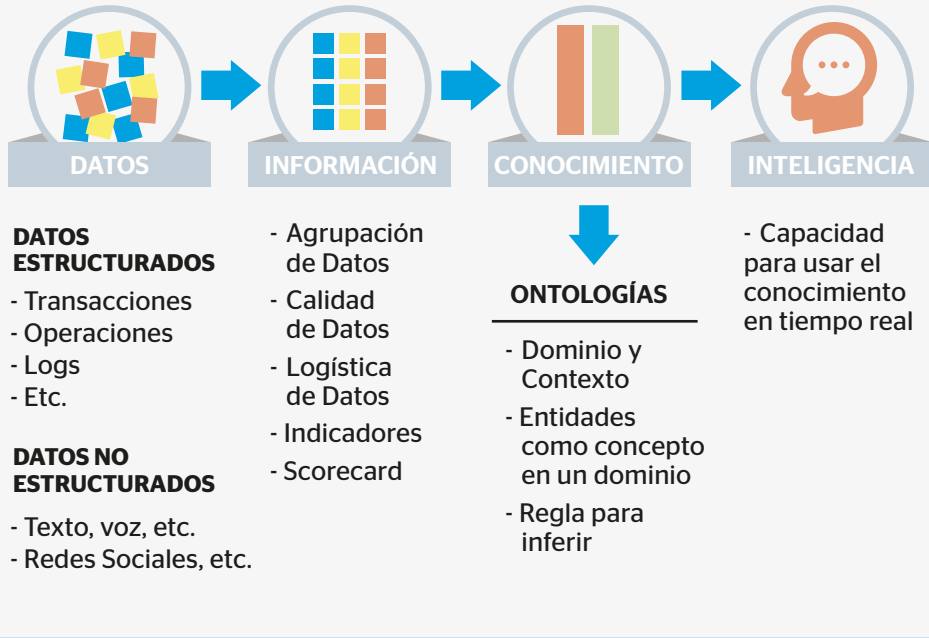 DATOS
INFORMACIÓN
CONOCIMIENTO
INTELIGENCIA
DATOS
ESTRUCTURADOS
- Transacciones
- Operaciones
- Logs
- Etc.
DATOS NO
ESTRUCTURADOS
- Texto, voz, etc.
- Redes Sociales, etc.
- Agrupación
de Datos
- Calidad
de Datos
- Logística
de Datos
- Indicadores
- Scorecard
ONTOLOGÍAS
- Dominio y
Contexto
- Entidades
como concepto
en un dominio
- Regla para
inferir
- Capacidad
para usar el
conocimiento
en tiempo real